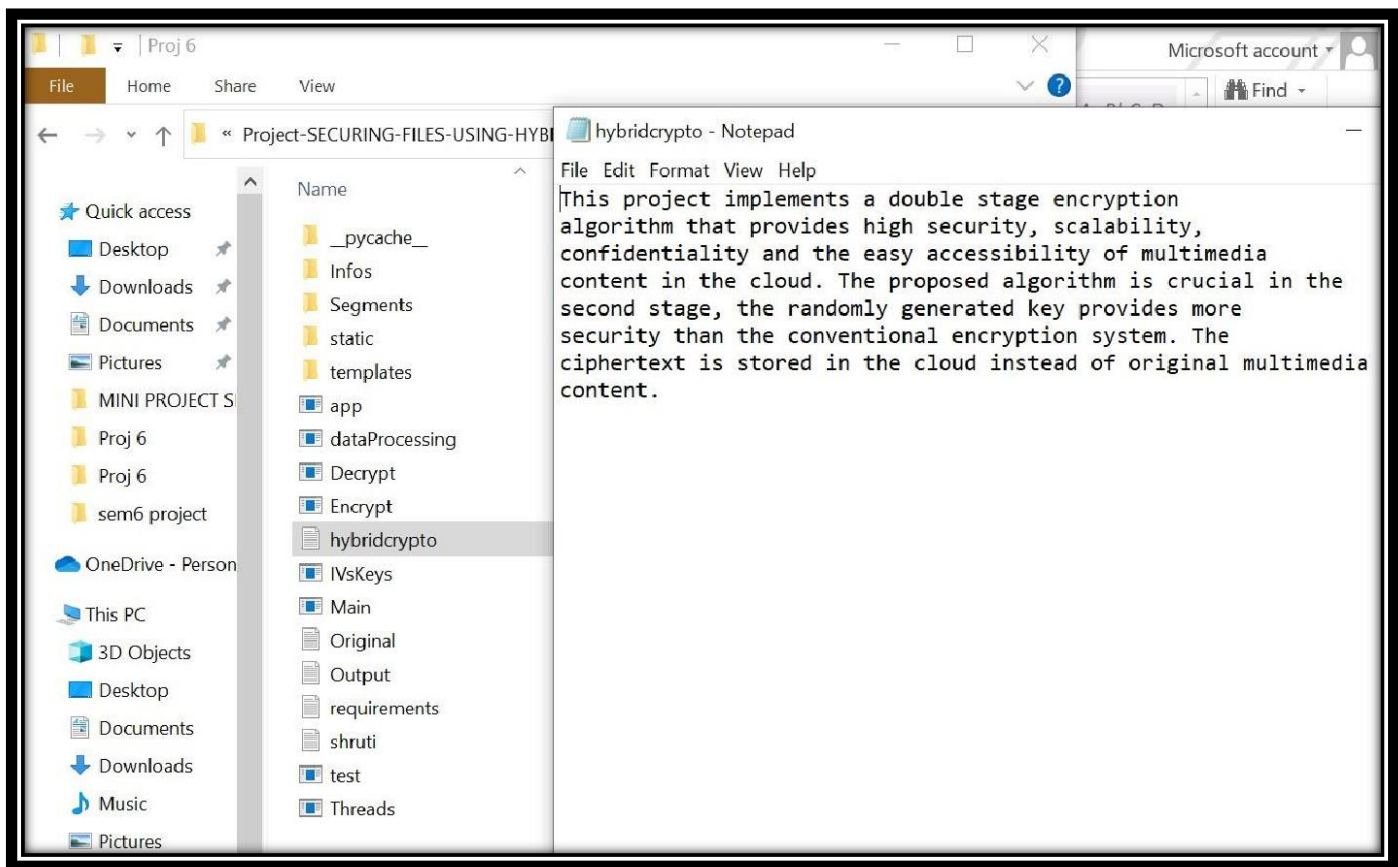 Proj 6
Microsoft account
File Home Share View
Find
« Project-SECURING-FILES-USING-HYB
hybridcrypto - Notepad
File Edit Format View Help
This project implements a double stage encryption
algorithm that provides high security, scalability,
confidentiality and the easy accessibility of multimedia
content in the cloud. The proposed algorithm is crucial in the
second stage, the randomly generated key provides more
security than the conventional encryption system. The
ciphertext is stored in the cloud instead of original multimedia
content.
Quick access
Desktop
Downloads
Documents
Pictures
MINI PROJECT S
Proj 6
Proj 6
sem6 project
OneDrive - Person
This PC
3D Objects
Desktop
Documents
Downloads
Music
Pictures
Name
__pycache__
Infos
Segments
static
templates
app
dataProcessing
Decrypt
Encrypt
hybridcrypto
IVsKeys
Main
Original
Output
requirements
shruti
test
Threads